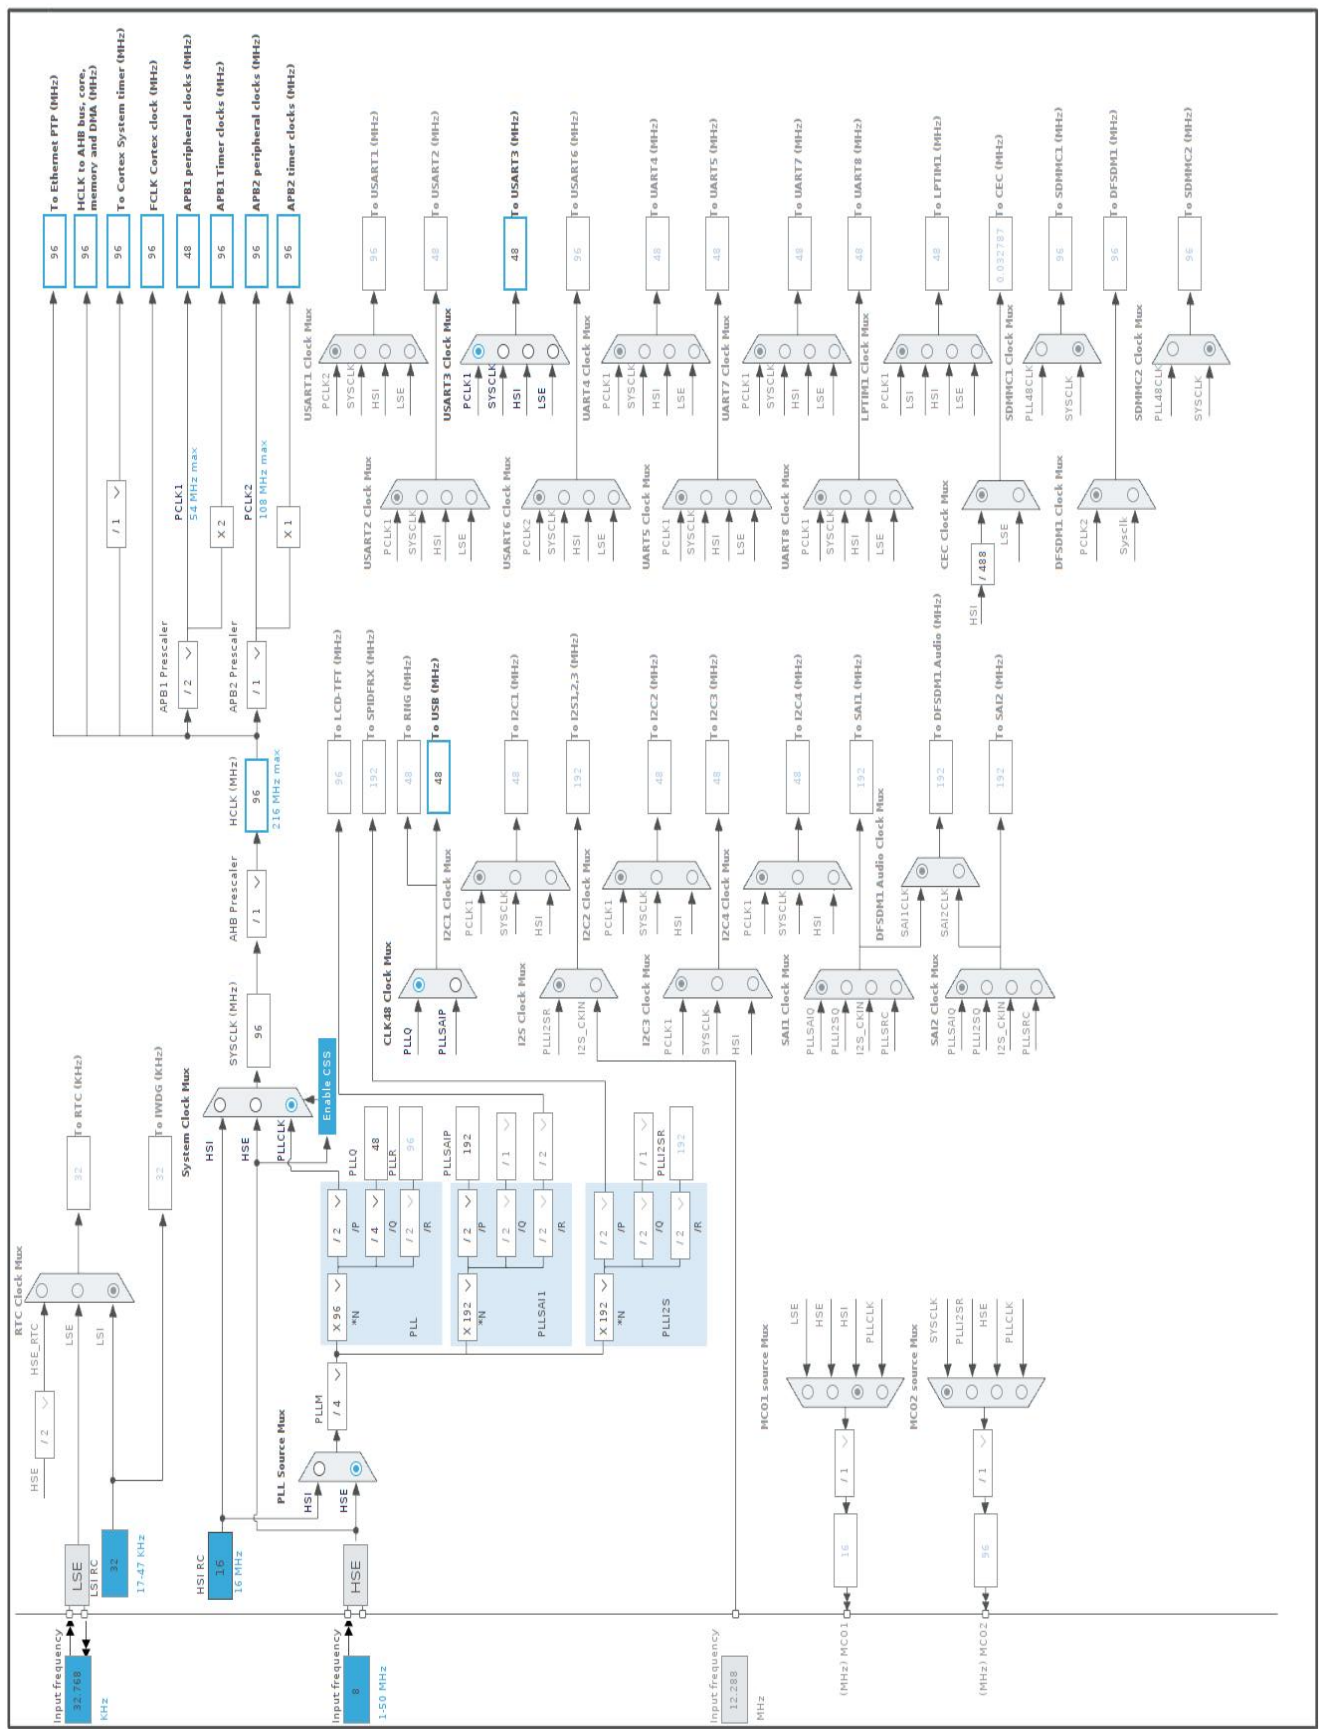 Input frequency
32.768
KHz
LSE
LSI RC
32
17-47 KHz
HSE
/ 2
HSE_RTC
LSE
LSI
RTC Clock Mux
32
To RTC (KHz)
32
To IWDG (KHz)
HSI RC
16
16 MHz
Input frequency
8
1-50 MHz
HSE
PLL Source Mux
HSI
HSE
PLLM
/ 4
X 96
*N
PLL
/ 2
/P
/ 4
/Q
/ 2
/R
PLLQ
48
PLLR
96
X 192
*N
PLLSAI1
/ 2
/P
/ 2
/Q
/ 2
/R
PLLSAIP
192
/ 1
/ 2
X 192
*N
PLLI2S
/ 2
/P
/ 2
/Q
/ 2
/R
/ 1
PLLI2SR
192
System Clock Mux
HSI
HSE
PLLCLK
Enable CSS
SYSCLK (MHz)
96
AHB Prescaler
/ 1
HCLK (MHz)
96
216 MHz max
APB1 Prescaler
/ 2
APB2 Prescaler
/ 1
/ 1
PCLK1
54 MHz max
X 2
PCLK2
108 MHz max
X 1
96
To Ethernet PTP (MHz)
96
HCLK to AHB bus, core,
memory and DMA (MHz)
96
To Cortex System timer (MHz)
96
FCLK Cortex clock (MHz)
48
APB1 peripheral clocks (MHz)
96
APB1 Timer clocks (MHz)
96
APB2 peripheral clocks (MHz)
96
APB2 timer clocks (MHz)
96
To LCD-TFT (MHz)
192
To SPIDFRX (MHz)
48
To RNG (MHz)
48
To USB (MHz)
CLK48 Clock Mux
PLLQ
PLLSAIP
I2C1 Clock Mux
PCLK1
SYSCLK
HSI
48
To I2C1 (MHz)
I2S Clock Mux
PLLI2SR
I2S_CKIN
192
To I2S1,2,3 (MHz)
I2C2 Clock Mux
PCLK1
SYSCLK
HSI
48
To I2C2 (MHz)
I2C3 Clock Mux
PCLK1
SYSCLK
HSI
48
To I2C3 (MHz)
I2C4 Clock Mux
PCLK1
SYSCLK
HSI
48
To I2C4 (MHz)
SAI1 Clock Mux
PLLSAIQ
PLLI2SQ
I2S_CKIN
PLLSRC
192
To SAI1 (MHz)
DFSDM1 Audio Clock Mux
SAI1CLK
SAI2CLK
192
To DFSDM1 Audio (MHz)
SAI2 Clock Mux
PLLSAIQ
PLLI2SQ
I2S_CKIN
PLLSRC
192
To SAI2 (MHz)
USART1 Clock Mux
PCLK2
SYSCLK
HSI
LSE
96
To USART1 (MHz)
USART2 Clock Mux
PCLK1
SYSCLK
HSI
LSE
48
To USART2 (MHz)
USART3 Clock Mux
PCLK1
SYSCLK
HSI
LSE
48
To USART3 (MHz)
USART6 Clock Mux
PCLK2
SYSCLK
HSI
LSE
96
To USART6 (MHz)
UART4 Clock Mux
PCLK1
SYSCLK
HSI
LSE
48
To UART4 (MHz)
UART5 Clock Mux
PCLK1
SYSCLK
HSI
LSE
48
To UART5 (MHz)
UART7 Clock Mux
PCLK1
SYSCLK
HSI
LSE
48
To UART7 (MHz)
UART8 Clock Mux
PCLK1
SYSCLK
HSI
LSE
48
To UART8 (MHz)
LPTIM1 Clock Mux
PCLK1
LSI
HSI
LSE
48
To LPTIM1 (MHz)
CEC Clock Mux
HSI
/ 488
LSE
0.032787
To CEC (MHz)
SDMMC1 Clock Mux
PLL48CLK
SYSCLK
96
To SDMMC1 (MHz)
DFSDM1 Clock Mux
PCLK2
Sysclk
96
To DFSDM1 (MHz)
SDMMC2 Clock Mux
PLL48CLK
SYSCLK
96
To SDMMC2 (MHz)
Input frequency
12.288
MHz
MCO1 source Mux
LSE
HSE
HSI
PLLCLK
/ 1
16
(MHz) MCO1
MCO2 source Mux
SYSCLK
PLLI2SR
HSE
PLLCLK
/ 1
96
(MHz) MCO2